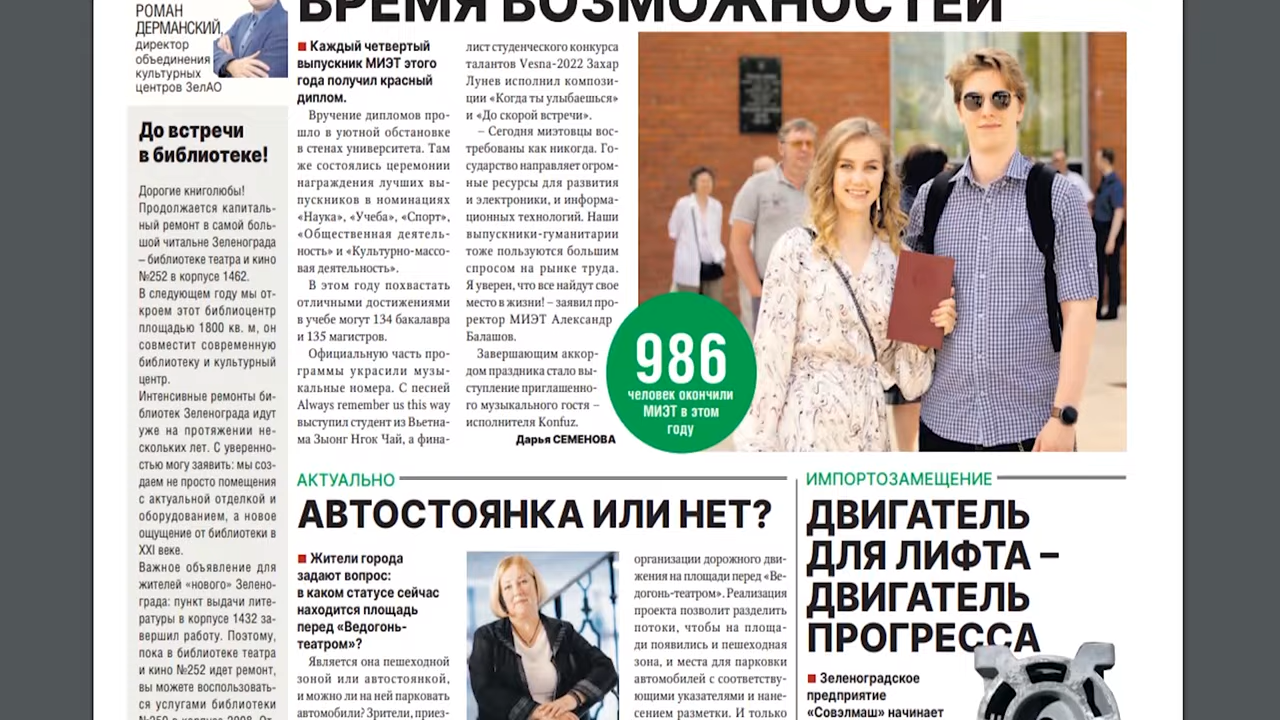 ВРЕМЯ ВОЗМОЖНОСТЕЙ
РОМАН
ДЕРМАНСКИЙ,
директор
объединения
культурных
центров ЗелАО
До встречи
в библиотеке!
Дорогие книголюбы!
Продолжается капиталь-
ный ремонт в самой боль-
шой читальне Зеленограда
– библиотеке театра и кино
№252 в корпусе 1462.
В следующем году мы от-
кроем этот библиоцентр
площадью 1800 кв. м, он
совместит современную
библиотеку и культурный
центр.
Интенсивные ремонты би-
блиотек Зеленограда идут
уже на протяжении не-
скольких лет. С уверенно-
стью могу заявить: мы соз-
даем не просто помещения
с актуальной отделкой и
оборудованием, а новое
ощущение от библиотеки в
XXI веке.
Важное объявление для
жителей «нового» Зелено-
града: пункт выдачи лите-
ратуры в корпусе 1432 за-
вершил работу. Поэтому,
пока в библиотеке театра
и кино №252 идет ремонт,
вы можете воспользовать-
ся услугами библиотеки
Каждый четвертый
выпускник МИЭТ этого
года получил красный
диплом.
Вручение дипломов про-
шло в уютной обстановке
в стенах университета. Там
же состоялись церемонии
награждения лучших вы-
пускников в номинациях
«Наука», «Учеба», «Спорт»,
«Общественная деятель-
ность» и «Культурно-массо-
вая деятельность».
В этом году похвастать
отличными достижениями
в учебе могут 134 бакалавра
и 135 магистров.
Официальную часть про-
граммы украсили музы-
кальные номера. С песней
Always remember us this way
выступил студент из Вьетна-
ма Зыонг Нгок Чай, а фина-
лист студенческого конкурса
талантов Vesna-2022 Захар
Лунев исполнил компози-
ции «Когда ты улыбаешься»
и «До скорой встречи».
– Сегодня миэтовцы вос-
требованы как никогда. Го-
сударство направляет огром-
ные ресурсы для развития
и электроники, и информа-
ционных технологий. Наши
выпускники-гуманитарии
тоже пользуются большим
спросом на рынке труда.
Я уверен, что все найдут свое
место в жизни! – заявил про-
ректор МИЭТ Александр
Балашов.
Завершающим аккор-
дом праздника стало вы-
ступление приглашенно-
го музыкального гостя –
исполнителя Konfuz.
Дарья СЕМЕНОВА
986
человек окончили
МИЭТ в этом
году
АКТУАЛЬНО
АВТОСТОЯНКА ИЛИ НЕТ?
Жители города
задают вопрос:
в каком статусе сейчас
находится площадь
перед «Ведогонь-
театром»?
Является она пешеходной
зоной или автостоянкой,
и можно ли на ней парковать
автомобили? Зрители, приез-
организации дорожного дви-
жения на площади перед «Ве-
догонь-театром». Реализация
проекта позволит разделить
потоки, чтобы на площа-
ди появились и пешеходная
зона, и места для парковки
автомобилей с соответству-
ющими указателями и нане-
сением разметки. И только
ИМПОРТОЗАМЕЩЕНИЕ
ДВИГАТЕЛЬ
ДЛЯ ЛИФТА –
ДВИГАТЕЛЬ
ПРОГРЕССА
Зеленоградское
предприятие
«Совэлмаш» начинает